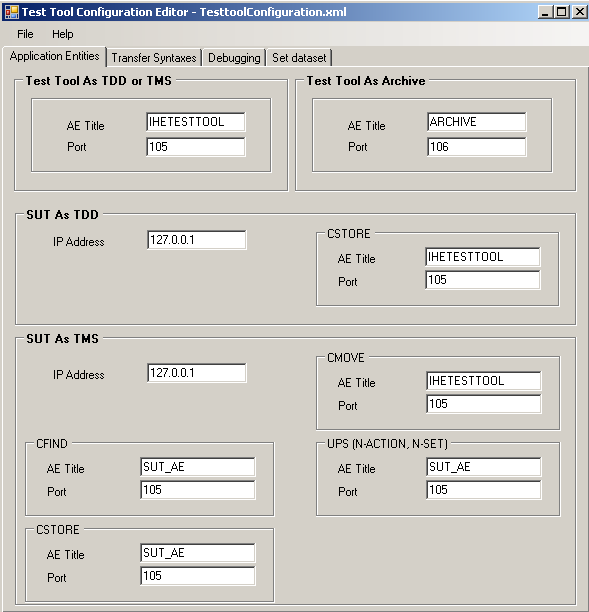 Test Tool Configuration Editor - TesttoolConfiguration.xml
File Help
Application Entities Transfer Syntaxes Debugging Set dataset
Test Tool As TDD or TMS
AE Title IHETESTTOOL
Port 105
Test Tool As Archive
AE Title ARCHIVE
Port 106
SUT As TDD
IP Address 127.0.0.1
CSTORE
AE Title IHETESTTOOL
Port 105
SUT As TMS
IP Address 127.0.0.1
CMOVE
AE Title IHETESTTOOL
Port 105
CFIND
AE Title SUT_AE
Port 105
UPS (N-ACTION, N-SET)
AE Title SUT_AE
Port 105
CSTORE
AE Title SUT_AE
Port 105